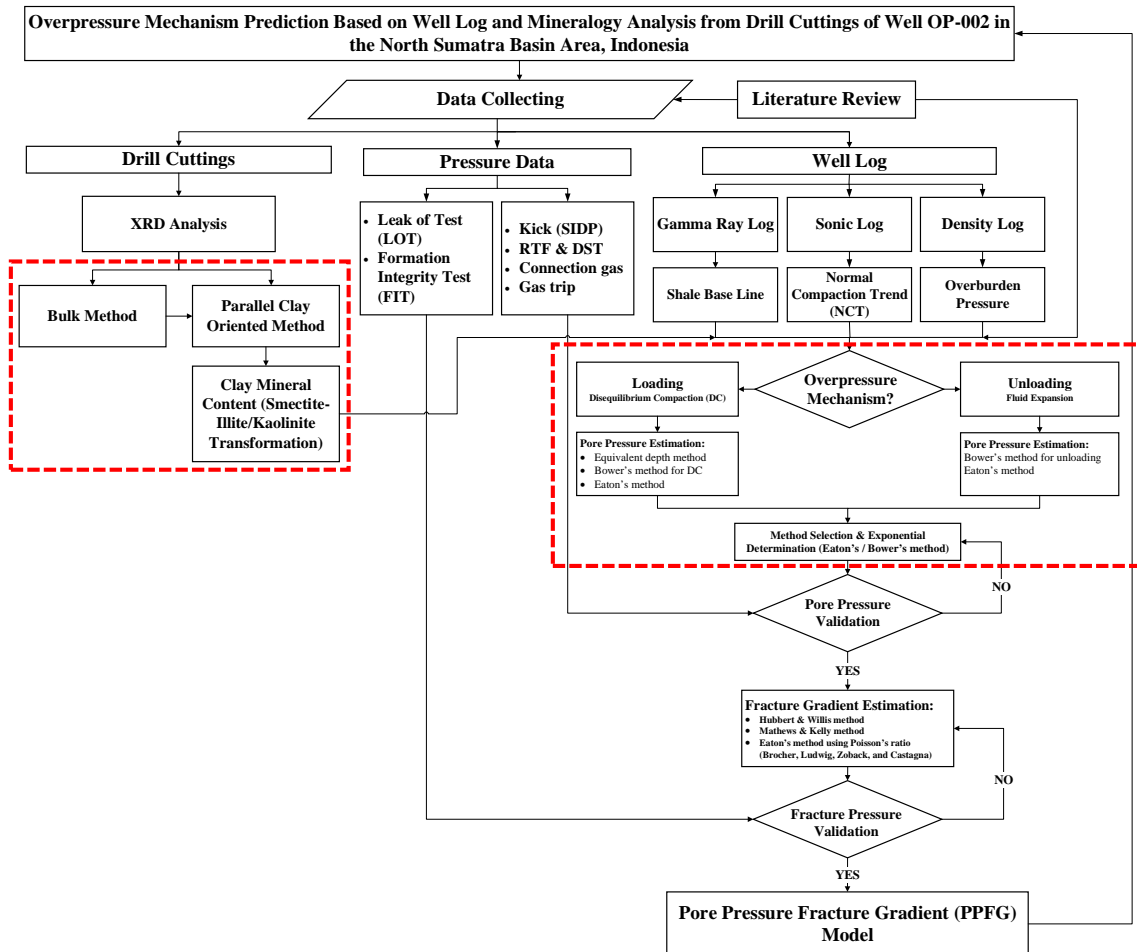 Overpressure Mechanism Prediction Based on Well Log and Mineralogy Analysis from Drill Cuttings of Well OP-002 in
the North Sumatra Basin Area, Indonesia
Data Collecting
Literature Review
Drill Cuttings
Pressure Data
Well Log
XRD Analysis
• Leak of Test
(LOT)
• Formation
Integrity Test
(FIT)
• Kick (SIDP)
• RTF & DST
• Connection gas
• Gas trip
Gamma Ray Log
Sonic Log
Density Log
Bulk Method
Parallel Clay
Oriented Method
Shale Base Line
Normal
Compaction Trend
(NCT)
Overburden
Pressure
Clay Mineral
Content (Smectite-
Illite/Kaolinite
Transformation)
Loading
Disequilibrium Compaction (DC)
Overpressure
Mechanism?
Unloading
Fluid Expansion
Pore Pressure Estimation:
• Equivalent depth method
• Bower's method for DC
• Eaton's method
Pore Pressure Estimation:
Bower's method for unloading
Eaton's method
Method Selection & Exponential
Determination (Eaton's / Bower's method)
NO
Pore Pressure
Validation
YES
Fracture Gradient Estimation:
• Hubbert & Willis method
• Mathews & Kelly method
• Eaton's method using Poisson's ratio
(Brocher, Ludwig, Zoback, and Castagna)
NO
Fracture Pressure
Validation
YES
Pore Pressure Fracture Gradient (PPFG)
Model